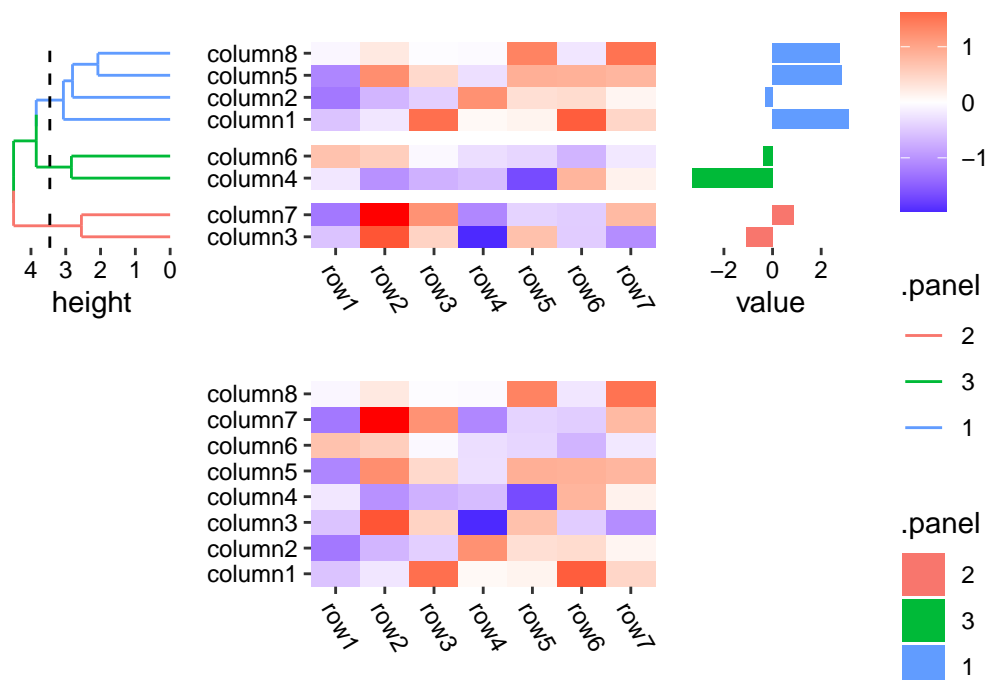 column8
column5
column2
column1
column6
column4
column7
column3
4 3 2 1 0
height
row1 row2 row3 row4 row5 row6 row7
−2 0 2
value
1
0
−1
.panel
2
3
1
column8
column7
column6
column5
column4
column3
column2
column1
row1 row2 row3 row4 row5 row6 row7
.panel
2
3
1